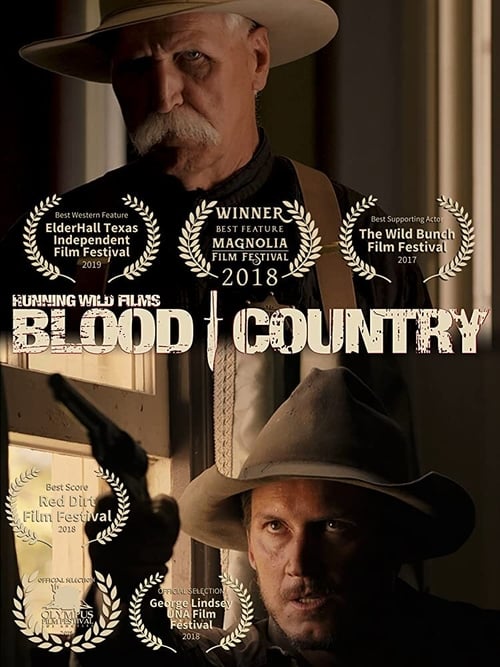 Best Western Feature
ElderHall Texas
Independent
Film Festival
2019
WINNER
BEST FEATURE
MAGNOLIA
FILM FESTIVAL
2018
Best Supporting Actor
The Wild Bunch
Film Festival
2017
RUNNING WILD FILMS
BLOOD COUNTRY
Best Score
Red Dirt
Film Festival
2018
OFFICIAL SELECTION
OLYMPUS
FILM FESTIVAL
OFFICIAL SELECTION
George Lindsey
UNA Film
Festival
2018